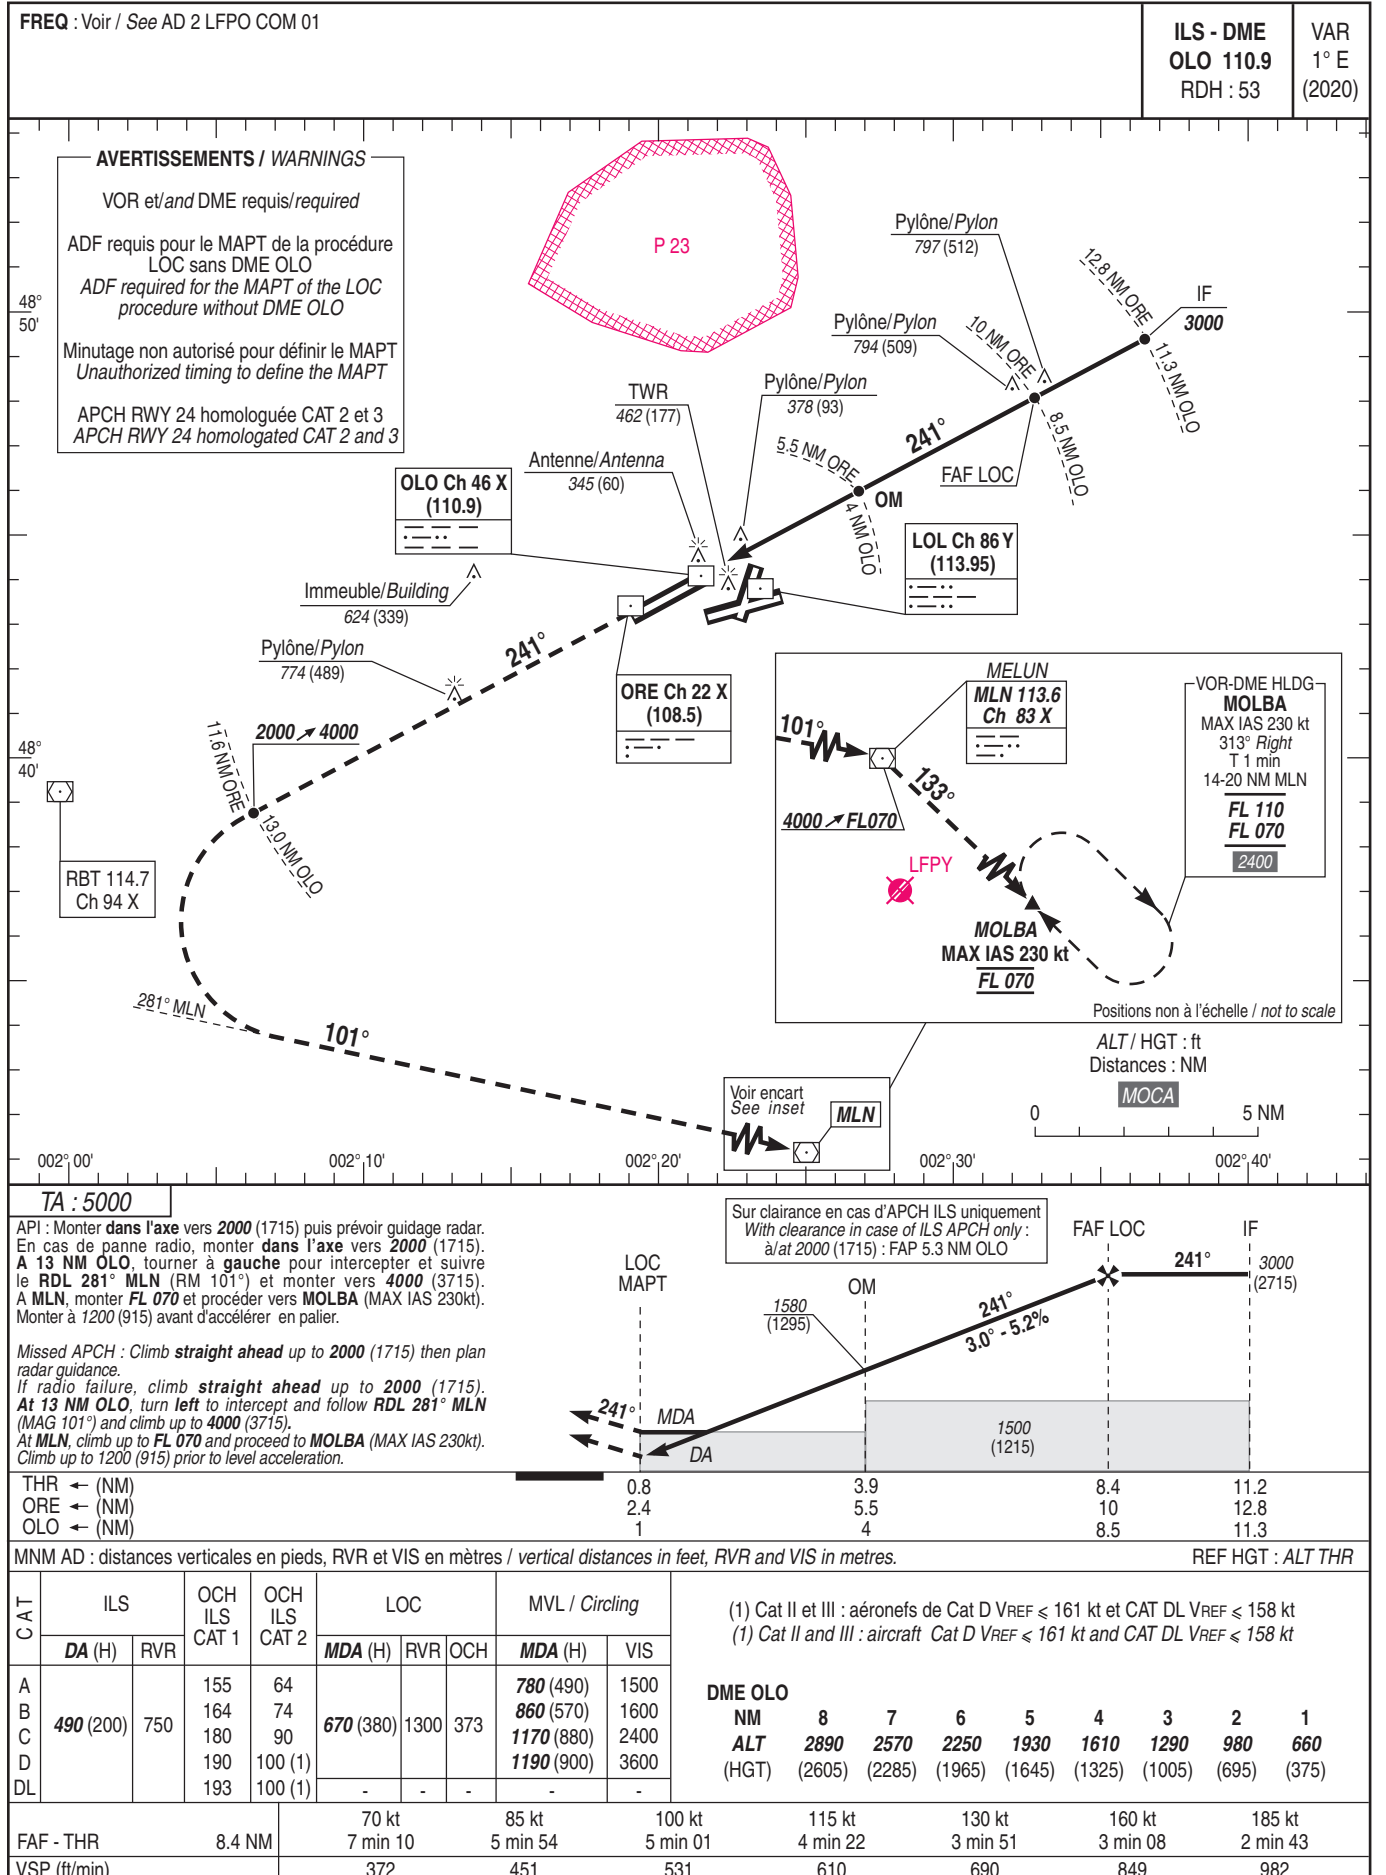 FREQ : Voir / See AD 2 LFPO COM 01
ILS - DME
OLO 110.9
RDH : 53
VAR
1° E
(2020)
AVERTISSEMENTS / WARNINGS
VOR et/and DME requis/required
ADF requis pour le MAPT de la procédure
LOC sans DME OLO
ADF required for the MAPT of the LOC
procedure without DME OLO
Minutage non autorisé pour définir le MAPT
Unauthorized timing to define the MAPT
APCH RWY 24 homologuée CAT 2 et 3
APCH RWY 24 homologated CAT 2 and 3
P 23
48°
50'
Pylône/Pylon
797 (512)
12.8 NM ORE
IF
3000
11.3 NM OLO
Pylône/Pylon
794 (509)
10 NM ORE
8.5 NM OLO
FAF LOC
TWR
462 (177)
Pylône/Pylon
378 (93)
241°
5.5 NM ORE
OM
4 NM OLO
Antenne/Antenna
345 (60)
OLO Ch 46 X
(110.9)
LOL Ch 86 Y
(113.95)
Immeuble/Building
624 (339)
Pylône/Pylon
774 (489)
241°
ORE Ch 22 X
(108.5)
2000 ➚ 4000
11.6 NM ORE
13.0 NM OLO
48°
40'
RBT 114.7
Ch 94 X
281° MLN
101°
MELUN
MLN 113.6
Ch 83 X
101°
133°
4000 ➚ FL070
LFPY
MOLBA
MAX IAS 230 kt
FL 070
VOR-DME HLDG
MOLBA
MAX IAS 230 kt
313° Right
T 1 min
14-20 NM MLN
FL 110
FL 070
2400
Positions non à l'échelle / not to scale
ALT / HGT : ft
Distances : NM
MOCA
0 5 NM
Voir encart
See inset
MLN
002° 00' 002° 10' 002° 20' 002° 30' 002° 40'
TA : 5000
API : Monter dans l'axe vers 2000 (1715) puis prévoir guidage radar.
En cas de panne radio, monter dans l'axe vers 2000 (1715).
A 13 NM OLO, tourner à gauche pour intercepter et suivre
le RDL 281° MLN (RM 101°) et monter vers 4000 (3715).
A MLN, monter FL 070 et procéder vers MOLBA (MAX IAS 230kt).
Monter à 1200 (915) avant d'accélérer en palier.
Missed APCH : Climb straight ahead up to 2000 (1715) then plan
radar guidance.
If radio failure, climb straight ahead up to 2000 (1715).
At 13 NM OLO, turn left to intercept and follow RDL 281° MLN
(MAG 101°) and climb up to 4000 (3715).
At MLN, climb up to FL 070 and proceed to MOLBA (MAX IAS 230kt).
Climb up to 1200 (915) prior to level acceleration.
Sur clairance en cas d'APCH ILS uniquement
With clearance in case of ILS APCH only :
à/at 2000 (1715) : FAP 5.3 NM OLO
LOC
MAPT
OM
FAF LOC
IF
241°
3000
(2715)
1580
(1295)
241°
3.0° - 5.2%
241°
MDA
DA
1500
(1215)
THR ← (NM) 0.8 3.9 8.4 11.2
ORE ← (NM) 2.4 5.5 10 12.8
OLO ← (NM) 1 4 8.5 11.3
MNM AD : distances verticales en pieds, RVR et VIS en mètres / vertical distances in feet, RVR and VIS in metres. REF HGT : ALT THR
CAT
ILS
OCH
ILS
CAT 1
OCH
ILS
CAT 2
LOC
MVL / Circling
DA (H) RVR MDA (H) RVR OCH MDA (H) VIS
A 155 64 780 (490) 1500
B 164 74 860 (570) 1600
490 (200) 750 670 (380) 1300 373
C 180 90 1170 (880) 2400
D 190 100 (1) 1190 (900) 3600
DL 193 100 (1) - - - - -
(1) Cat II et III : aéronefs de Cat D VREF ⩽ 161 kt et CAT DL VREF ⩽ 158 kt
(1) Cat II and III : aircraft Cat D VREF ⩽ 161 kt and CAT DL VREF ⩽ 158 kt
DME OLO
NM 8 7 6 5 4 3 2 1
ALT 2890 2570 2250 1930 1610 1290 980 660
(HGT) (2605) (2285) (1965) (1645) (1325) (1005) (695) (375)
70 kt 85 kt 100 kt 115 kt 130 kt 160 kt 185 kt
FAF - THR 8.4 NM 7 min 10 5 min 54 5 min 01 4 min 22 3 min 51 3 min 08 2 min 43
VSP (ft/min) 372 451 531 610 690 849 982